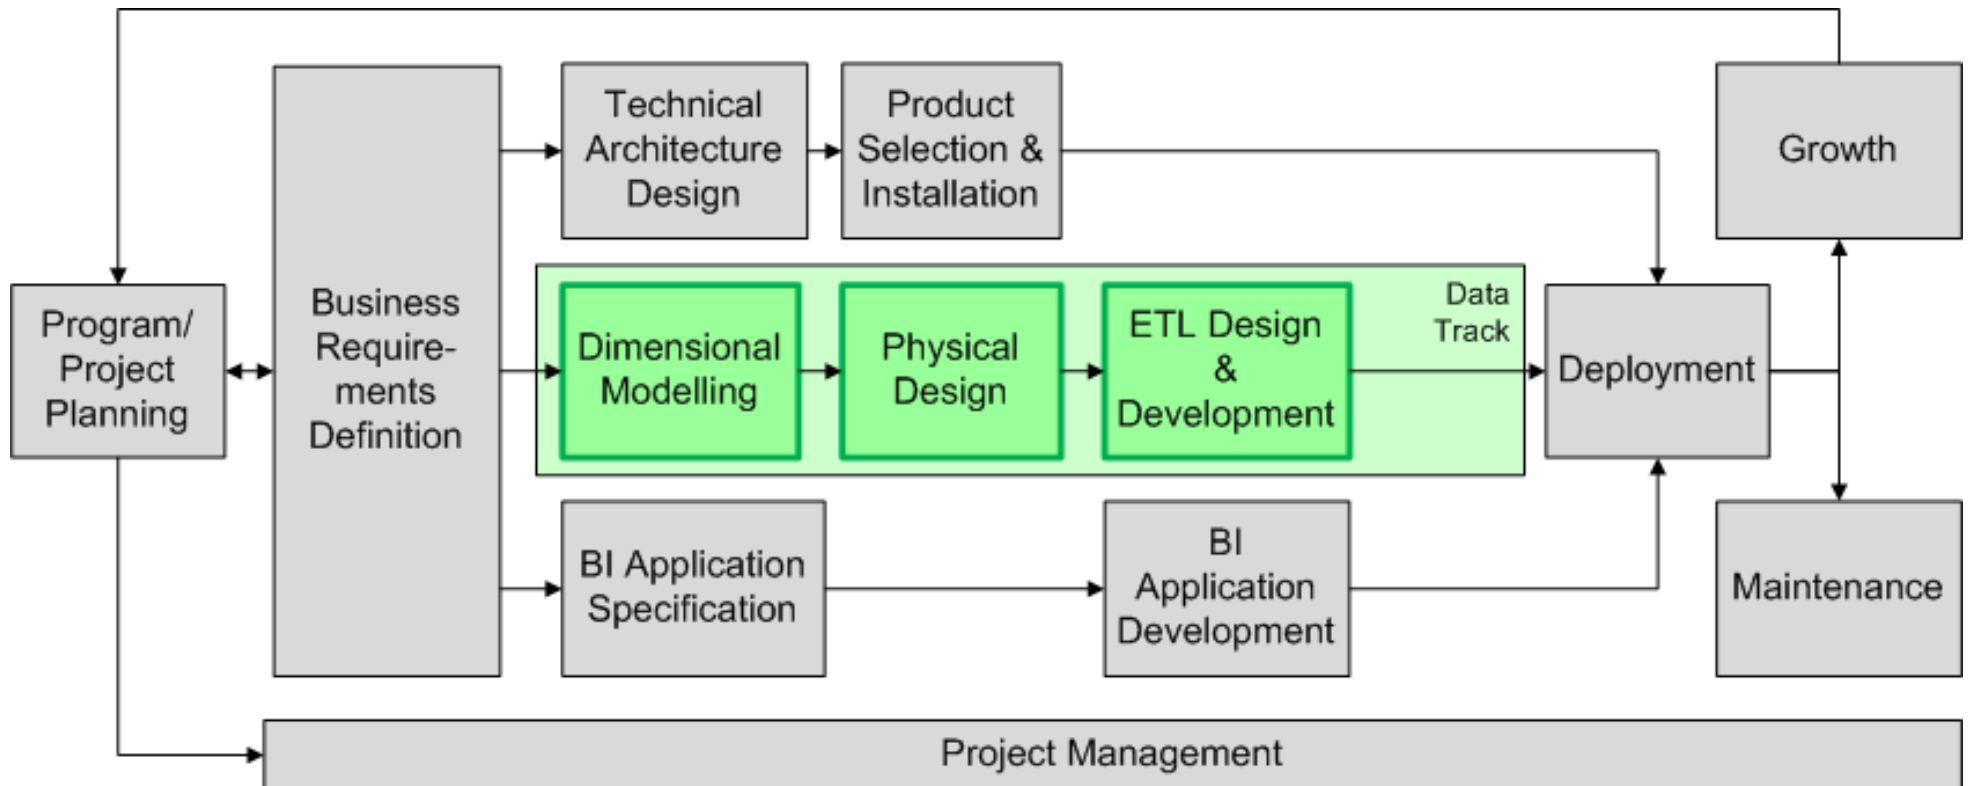 Technical
Architecture
Design
Product
Selection &
Installation
Growth
Program/
Project
Planning
Business
Require-
ments
Definition
Dimensional
Modelling
Physical
Design
ETL Design
&
Development
Data
Track
Deployment
BI Application
Specification
BI
Application
Development
Maintenance
Project Management